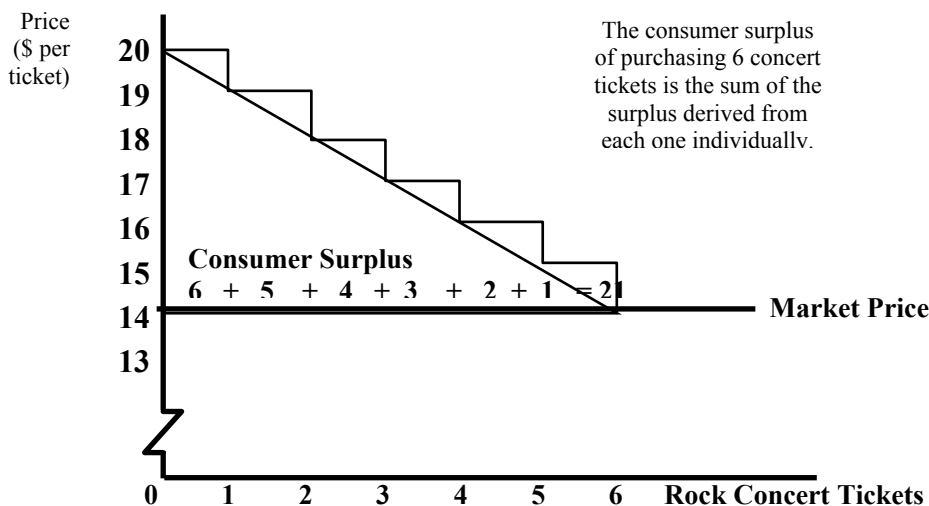 Price
($ per
ticket)
The consumer surplus
of purchasing 6 concert
tickets is the sum of the
surplus derived from
each one individually.
20
19
18
17
16
15
14
13
Consumer Surplus
6 + 5 + 4 + 3 + 2 + 1 = 21
Market Price
0 1 2 3 4 5 6 Rock Concert Tickets